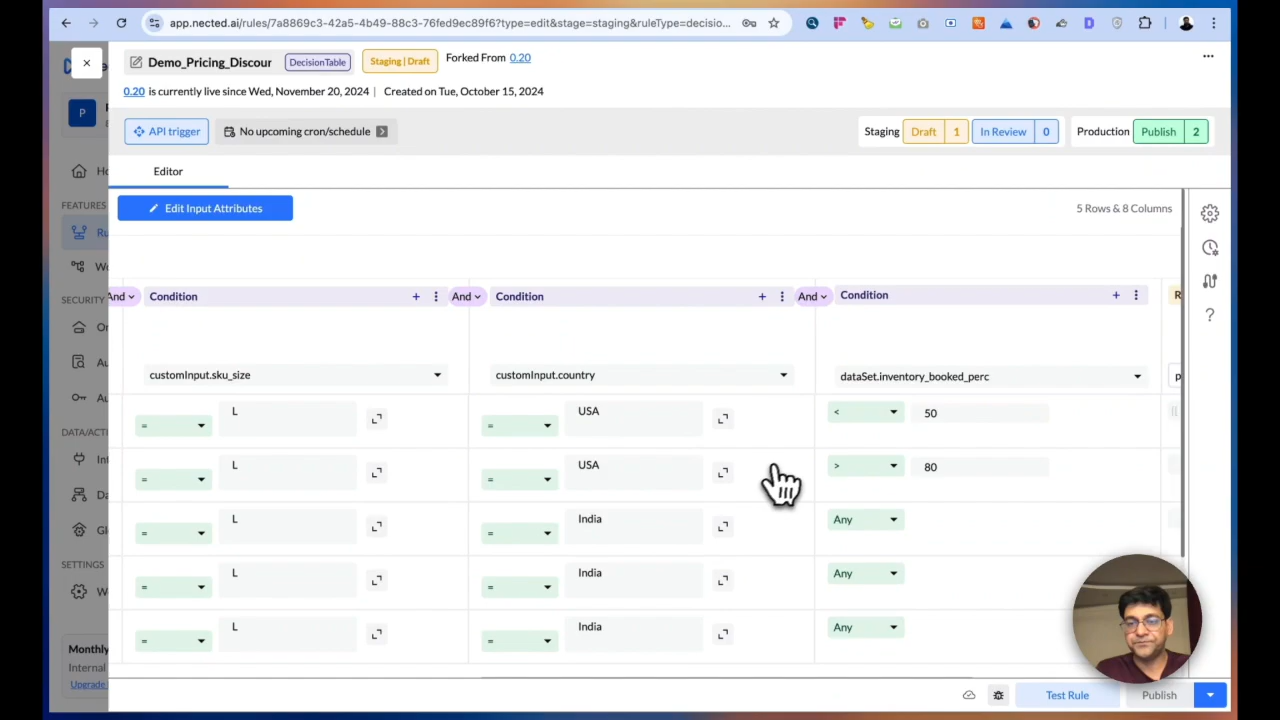 app.nected.ai/rules/7a8869c3-42a5-4b49-88c3-76fed9ec89f6?type=edit&stage=staging&ruleType=decisio...
Demo_Pricing_Discour
DecisionTable
Staging | Draft
Forked From 0.20
0.20 is currently live since Wed, November 20, 2024 | Created on Tue, October 15, 2024
P
API trigger
No upcoming cron/schedule
Staging Draft 1 In Review 0 Production Publish 2
Editor
FEATURES
SECURITY
DATA/ACTI
SETTINGS
Monthly
Internal
Upgrade
Edit Input Attributes
5 Rows & 8 Columns
And Condition + And Condition + And Condition + R
customInput.sku_size customInput.country dataSet.inventory_booked_perc p
= L = USA < 50
= L = USA > 80
= L = India Any
= L = India Any
= L = India Any
Test Rule
Publish